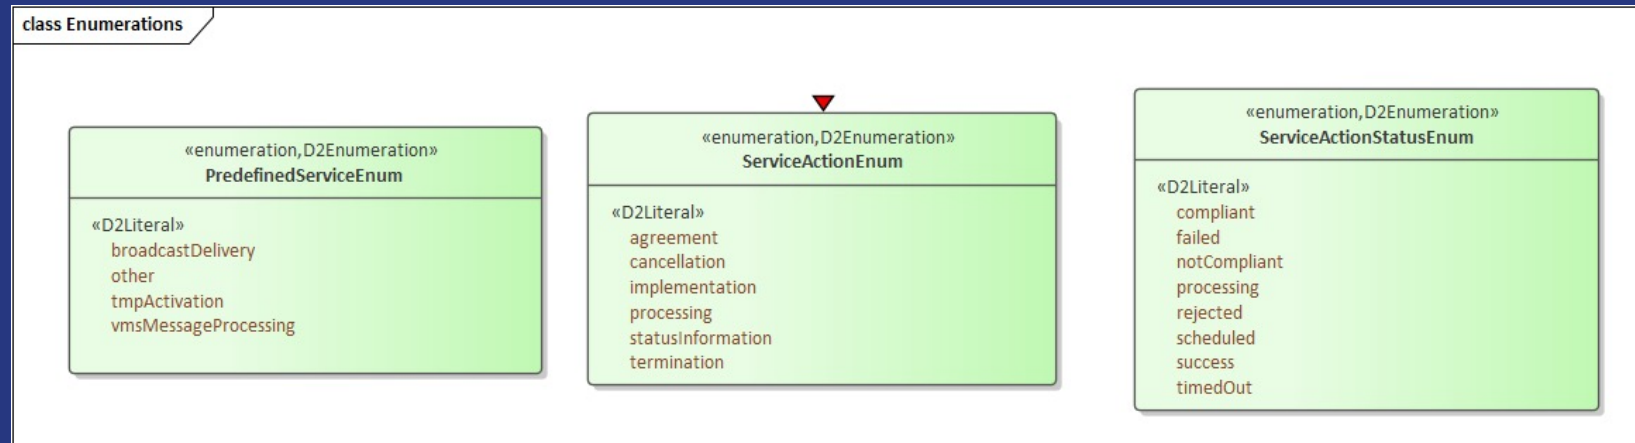 class Enumerations
«enumeration,D2Enumeration»
PredefinedServiceEnum
«D2Literal»
broadcastDelivery
other
tmpActivation
vmsMessageProcessing
«enumeration,D2Enumeration»
ServiceActionEnum
«D2Literal»
agreement
cancellation
implementation
processing
statusInformation
termination
«enumeration,D2Enumeration»
ServiceActionStatusEnum
«D2Literal»
compliant
failed
notCompliant
processing
rejected
scheduled
success
timedOut